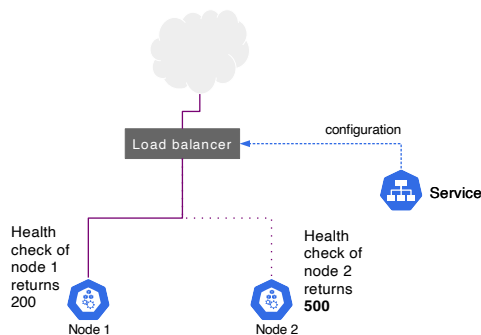 configuration
Load balancer
Service
Health
check of
node 1
returns
200
Health
check of
node 2
returns
500
Node 1
Node 2